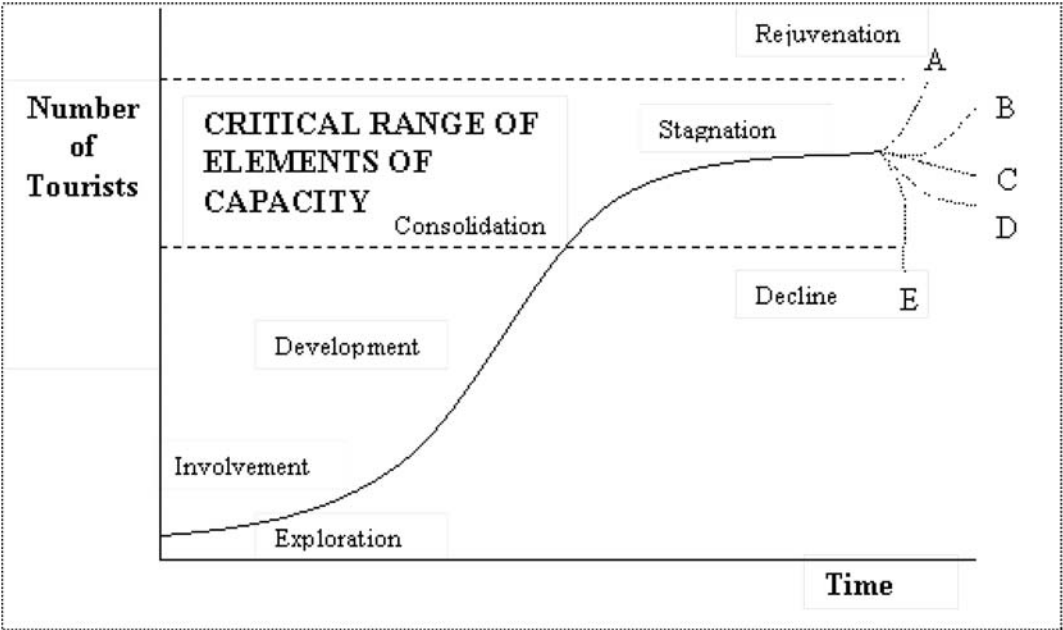 Rejuvenation
A
Number
of
Tourists
CRITICAL RANGE OF
ELEMENTS OF
CAPACITY
Stagnation
B
C
Consolidation
D
Decline
E
Development
Involvement
Exploration
Time